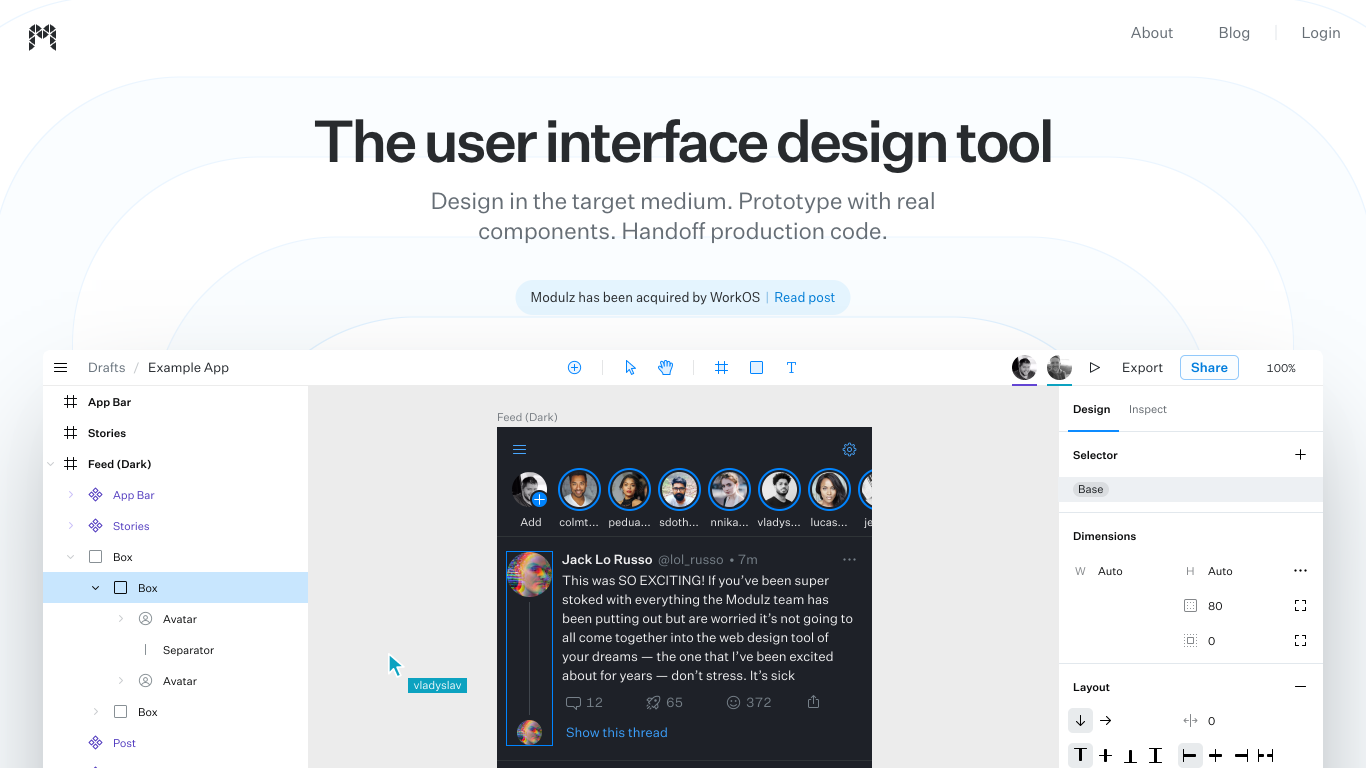 About
Blog
Login
The user interface design tool
Design in the target medium. Prototype with real
components. Handoff production code.
Modulz has been acquired by WorkOS | Read post
Drafts / Example App
Export
Share
100%
App Bar
Stories
Feed (Dark)
App Bar
Stories
Box
Box
Avatar
Separator
Avatar
Box
Post
vladyslav
Feed (Dark)
Add
colmt...
pedua...
sdoth...
nnika...
vladys...
lucas...
Jack Lo Russo @lol_russo • 7m
This was SO EXCITING! If you’ve been super
stoked with everything the Modulz team has
been putting out but are worried it’s not going to
all come together into the web design tool of
your dreams — the one that I’ve been excited
about for years — don’t stress. It’s sick
12
65
372
Show this thread
Design
Inspect
Selector
Base
Dimensions
W Auto
H Auto
80
0
Layout
0